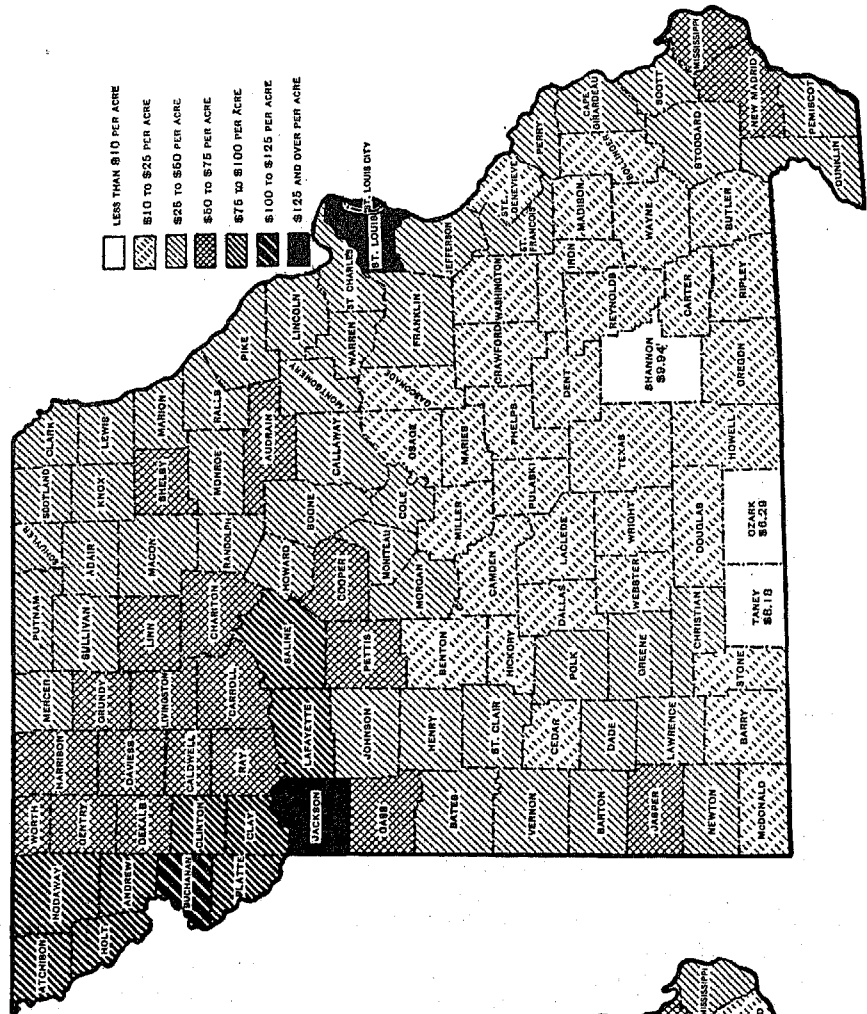 LESS THAN $10 PER ACRE
$10 TO $25 PER ACRE
$25 TO $50 PER ACRE
$50 TO $75 PER ACRE
$75 TO $100 PER ACRE
$100 TO $125 PER ACRE
$125 AND OVER PER ACRE
ATCHISON
NODAWAY
WORTH
HARRISON
MERCER
PUTNAM
SCHUYLER
SCOTLAND
CLARK
HOLT
ANDREW
GENTRY
DEKALB
DAVIESS
GRUNDY
SULLIVAN
ADAIR
KNOX
LEWIS
BUCHANAN
CLINTON
CALDWELL
LIVINGSTON
LINN
MACON
SHELBY
MARION
PLATTE
CLAY
RAY
CARROLL
CHARITON
RANDOLPH
MONROE
RALLS
PIKE
JACKSON
LAFAYETTE
SALINE
HOWARD
BOONE
AUDRAIN
CALLAWAY
MONTGOMERY
LINCOLN
WARREN
ST CHARLES
ST. LOUIS
ST. LOUIS CITY
CASS
JOHNSON
PETTIS
COOPER
MONITEAU
COLE
OSAGE
GASCONADE
FRANKLIN
JEFFERSON
BATES
HENRY
BENTON
MORGAN
MILLER
MARIES
CRAWFORD
WASHINGTON
STE.
GENEVIEVE
ST.
FRANCOIS
PERRY
VERNON
ST. CLAIR
HICKORY
CAMDEN
PULASKI
PHELPS
DENT
IRON
MADISON
BOLLINGER
CAPE
GIRARDEAU
BARTON
CEDAR
POLK
DALLAS
LACLEDE
TEXAS
REYNOLDS
WAYNE
SCOTT
JASPER
DADE
GREENE
WEBSTER
WRIGHT
SHANNON
$9.94
CARTER
STODDARD
MISSISSIPPI
NEWTON
LAWRENCE
CHRISTIAN
DOUGLAS
HOWELL
OREGON
RIPLEY
BUTLER
NEW MADRID
MCDONALD
BARRY
STONE
TANEY
$8.18
OZARK
$6.29
DUNKLIN
PEMISCOT
MISSISSIPPI